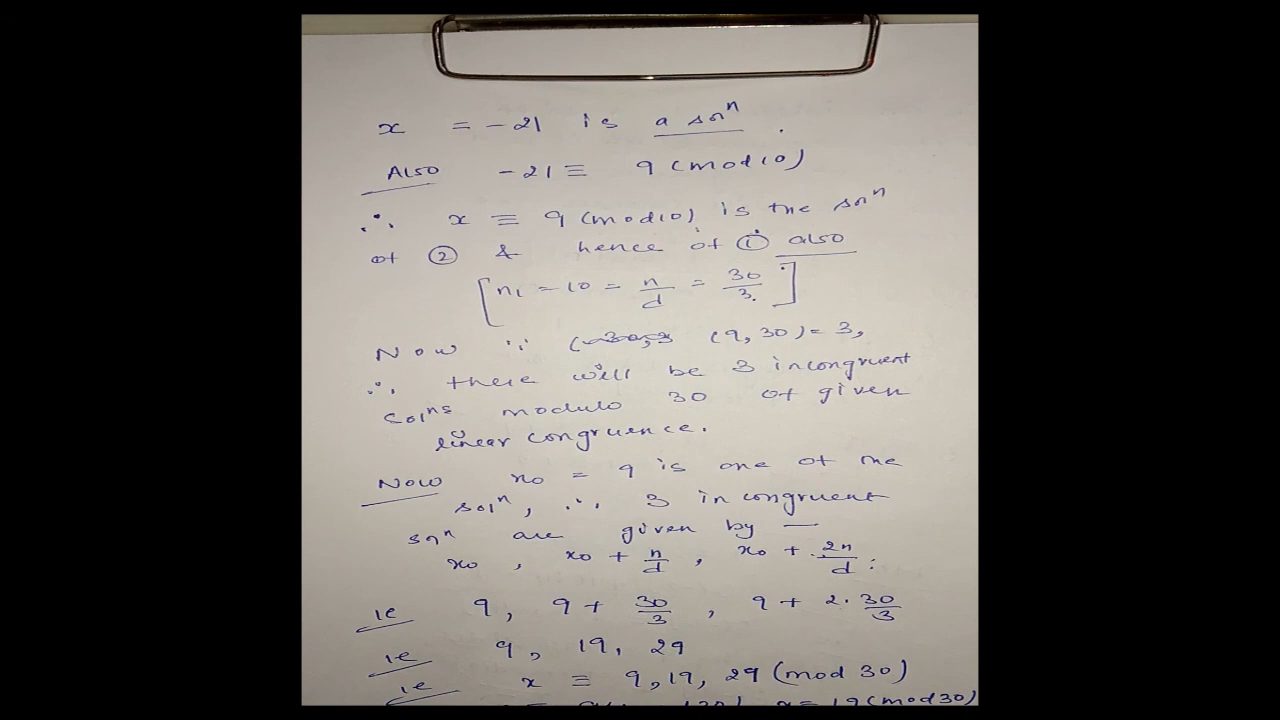 x = -21 is a solⁿ.
Also -21 ≡ 9 (mod 10)
∴ x ≡ 9 (mod 10) is the solⁿ
of ② & hence of ① also
[n₁ = 10 = n/d = 30/3]
Now ∵ (9, 30) = 3,
∴ there will be 3 incongruent
solⁿˢ modulo 30 of given
linear congruence.
Now x₀ = 9 is one of the
solⁿ, ∴ 3 incongruent
solⁿ are given by —
x₀, x₀ + n/d, x₀ + 2n/d :
ie 9, 9 + 30/3, 9 + 2·30/3
ie 9, 19, 29
ie x ≡ 9, 19, 29 (mod 30)
x ≡ 19 (mod 30)